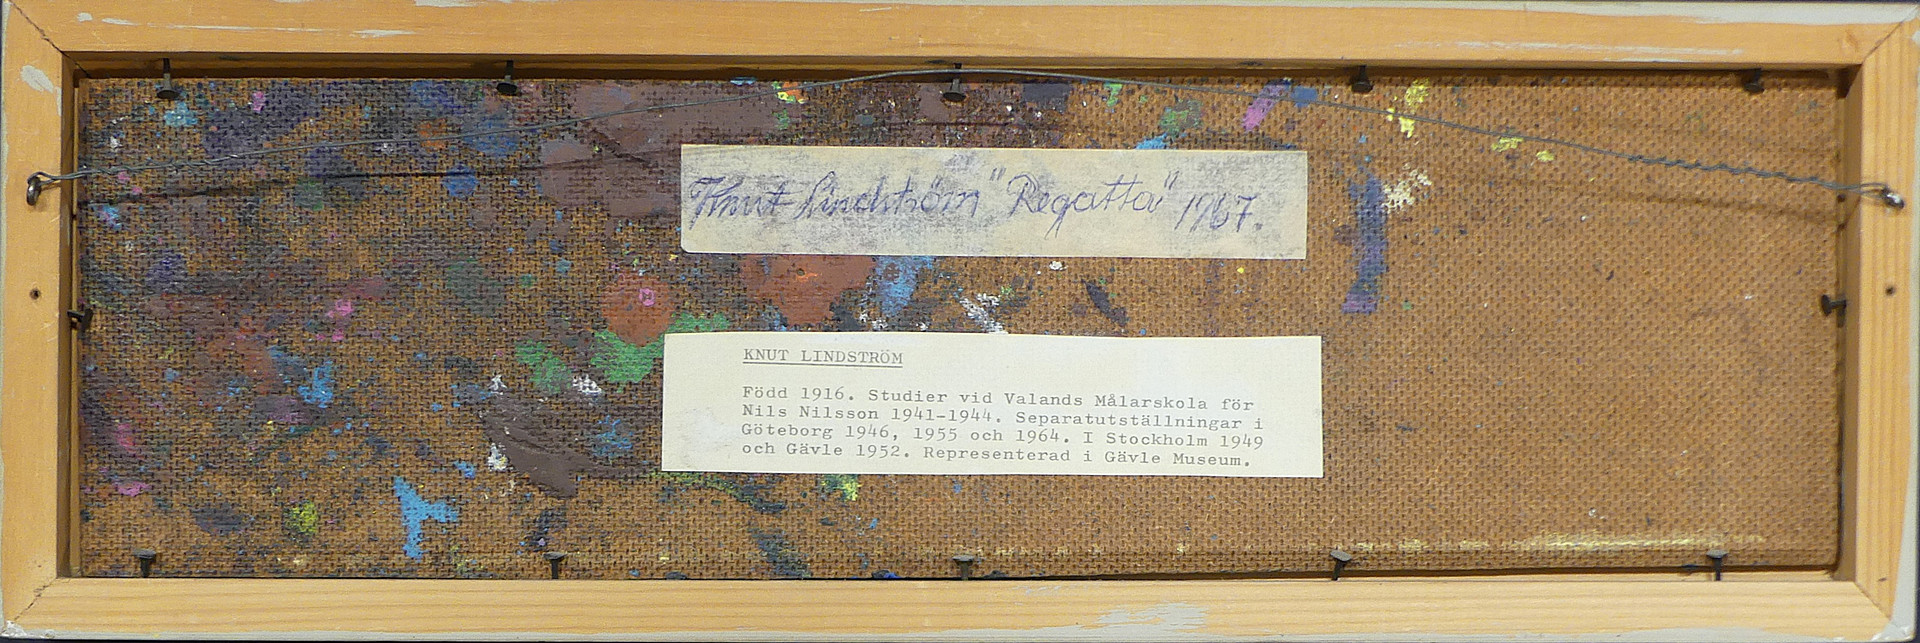 Knut Lindström "Regatta" 1967.
KNUT LINDSTRÖM
Född 1916. Studier vid Valands Målarskola för
Nils Nilsson 1941-1944. Separatutställningar i
Göteborg 1946, 1955 och 1964. I Stockholm 1949
och Gävle 1952. Representerad i Gävle Museum.